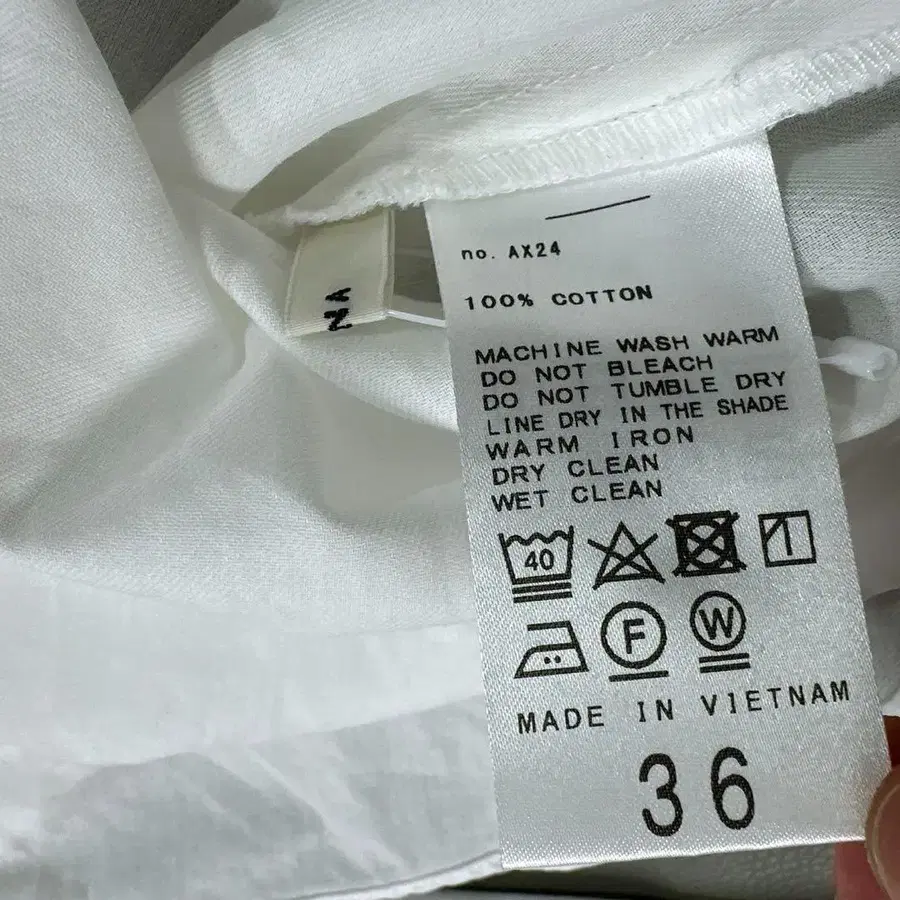 no. AX24
100% COTTON
MACHINE WASH WARM
DO NOT BLEACH
DO NOT TUMBLE DRY
LINE DRY IN THE SHADE
WARM IRON
DRY CLEAN
WET CLEAN
40
F
W
MADE IN VIETNAM
36
NA